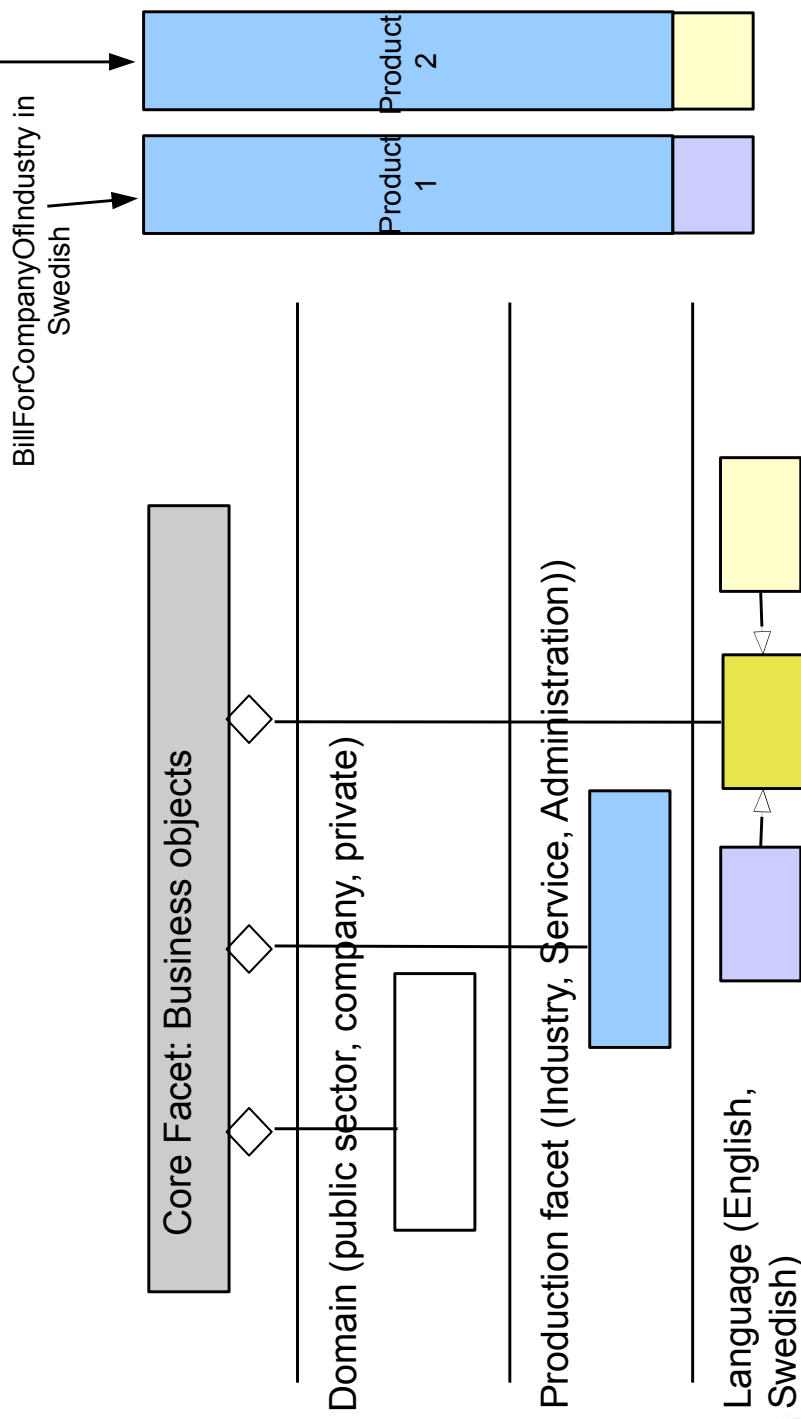 BillForCompanyOfIndustry in
Swedish
Core Facet: Business objects
Domain (public sector, company, private)
Production facet (Industry, Service, Administration))
Language (English,
Swedish)
Product
1
Product
2